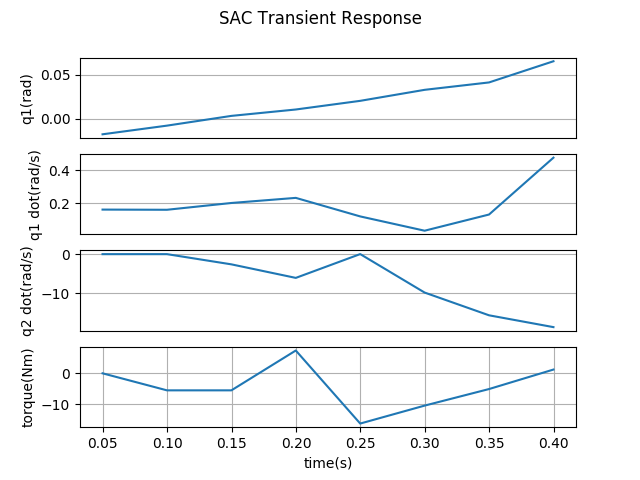 SAC Transient Response
q1(rad)
0.05
0.00
q1 dot(rad/s)
0.4
0.2
q2 dot(rad/s)
0
−10
torque(Nm)
0
−10
0.05 0.10 0.15 0.20 0.25 0.30 0.35 0.40
time(s)